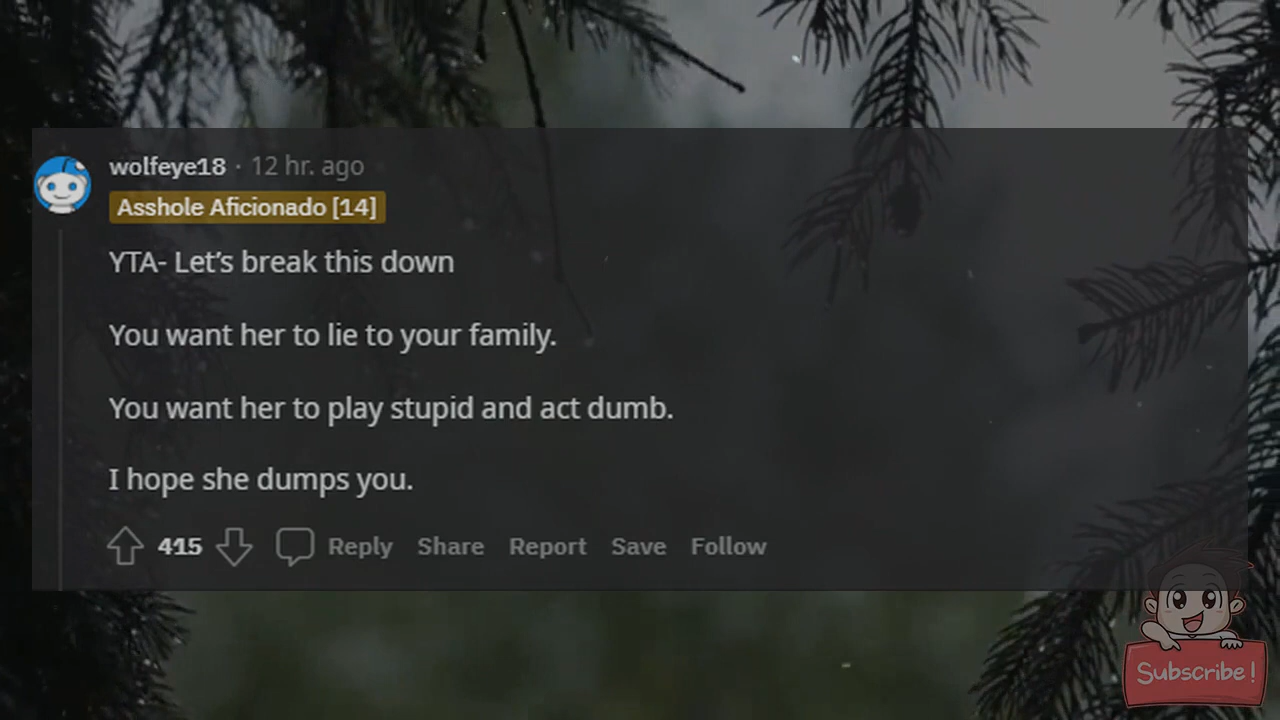 wolfeye18 · 12 hr. ago
Asshole Aficionado [14]
YTA- Let’s break this down
You want her to lie to your family.
You want her to play stupid and act dumb.
I hope she dumps you.
415 Reply Share Report Save Follow
Subscribe!